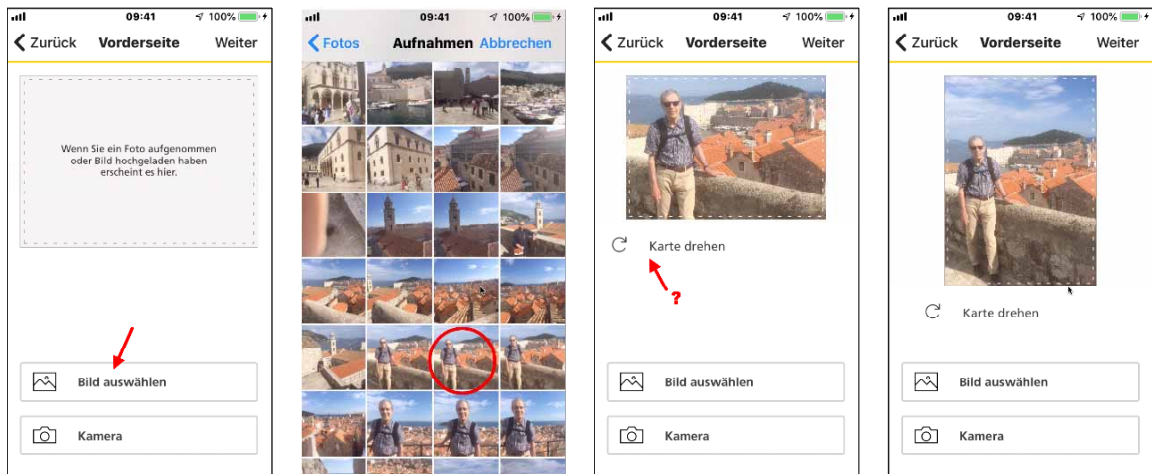 09:41 100%
Zurück Vorderseite Weiter
Wenn Sie ein Foto aufgenommen
oder Bild hochgeladen haben
erscheint es hier.
Bild auswählen
Kamera
09:41 100%
Fotos Aufnahmen Abbrechen
09:41 100%
Zurück Vorderseite Weiter
Karte drehen
?
Bild auswählen
Kamera
09:41 100%
Zurück Vorderseite Weiter
Karte drehen
Bild auswählen
Kamera